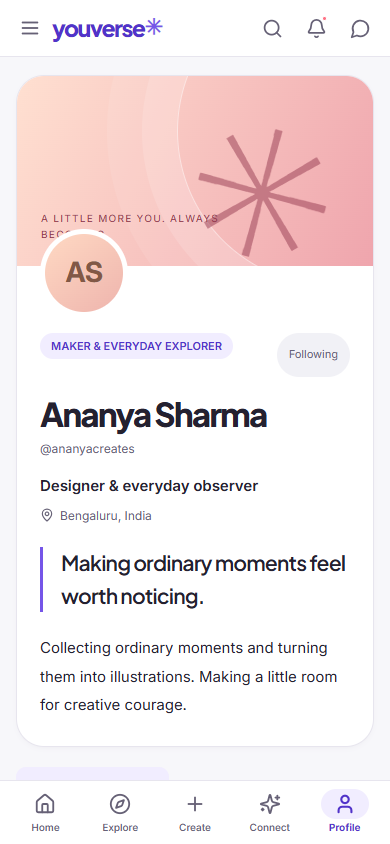 youverse
A LITTLE MORE YOU. ALWAYS
AS
MAKER & EVERYDAY EXPLORER
Following
Ananya Sharma
@ananyacreates
Designer & everyday observer
Bengaluru, India
Making ordinary moments feel
worth noticing.
Collecting ordinary moments and turning
them into illustrations. Making a little room
for creative courage.
Home
Explore
Create
Connect
Profile